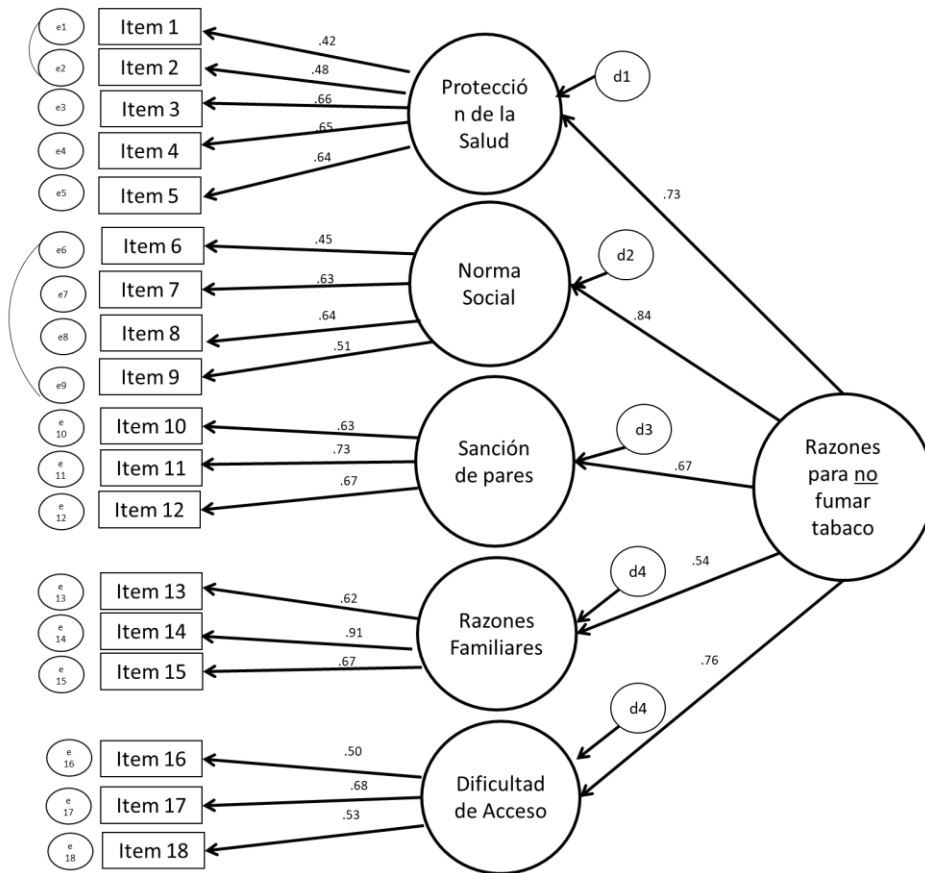 e1
Item 1
.42
e2
Item 2
.48
e3
Item 3
.66
e4
Item 4
.65
e5
Item 5
.64
Protecció
n de la
Salud
d1
.73
e6
Item 6
.45
e7
Item 7
.63
e8
Item 8
.64
e9
Item 9
.51
Norma
Social
d2
.84
e
10
Item 10
.63
e
11
Item 11
.73
e
12
Item 12
.67
Sanción
de pares
d3
.67
Razones
para no
fumar
tabaco
e
13
Item 13
.62
e
14
Item 14
.91
e
15
Item 15
.67
Razones
Familiares
d4
.54
e
16
Item 16
.50
e
17
Item 17
.68
e
18
Item 18
.53
Dificultad
de Acceso
d4
.76